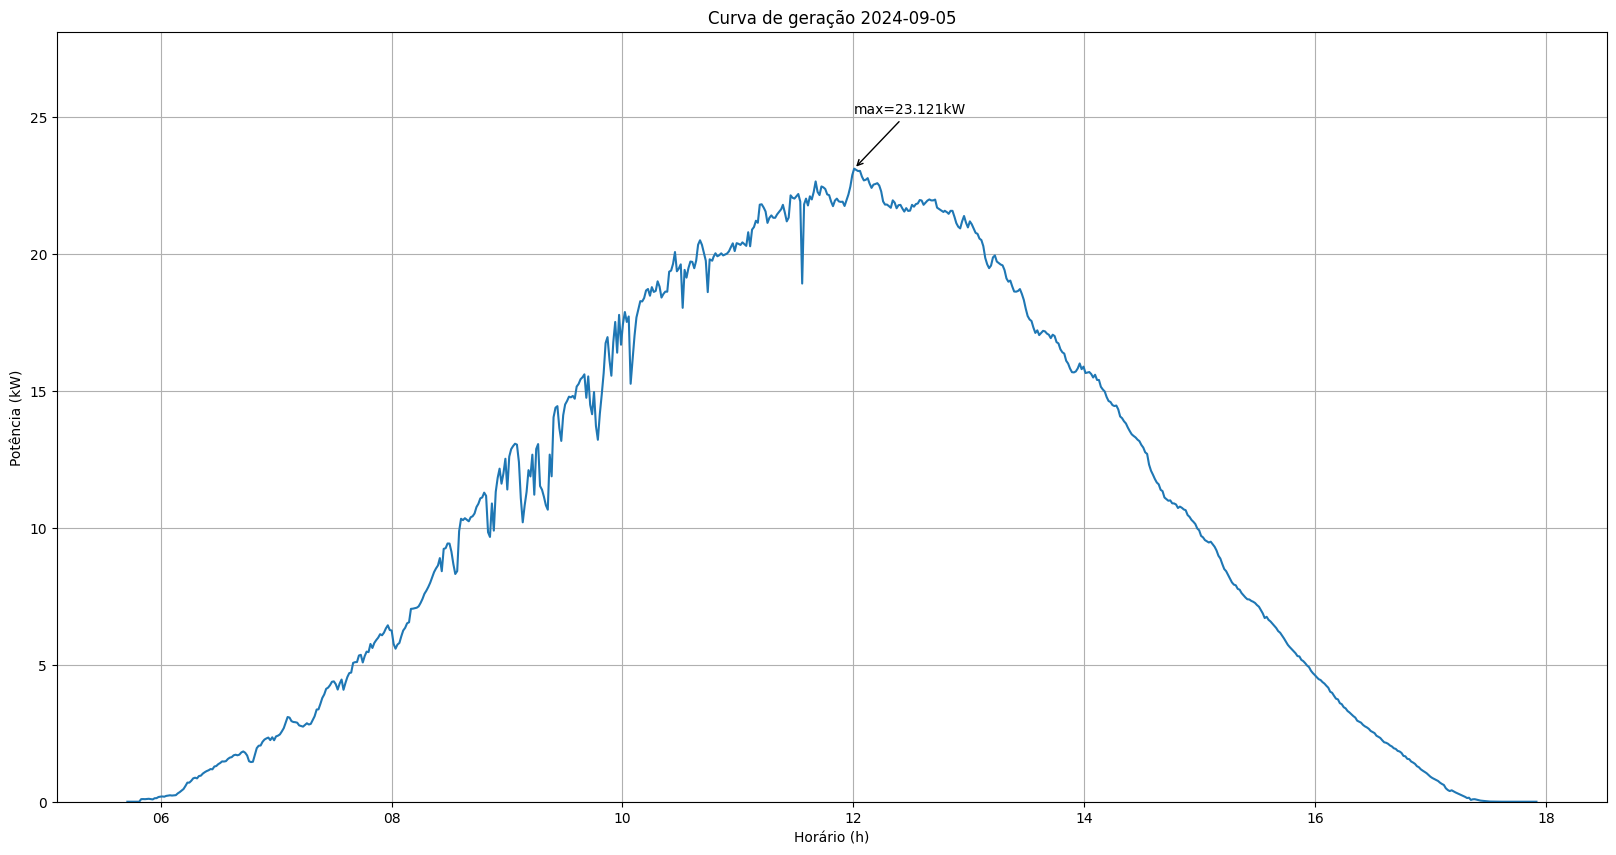 Curva de geração 2024-09-05
max=23.121kW
25
20
15
10
5
0
Potência (kW)
06 08 10 12 14 16 18
Horário (h)